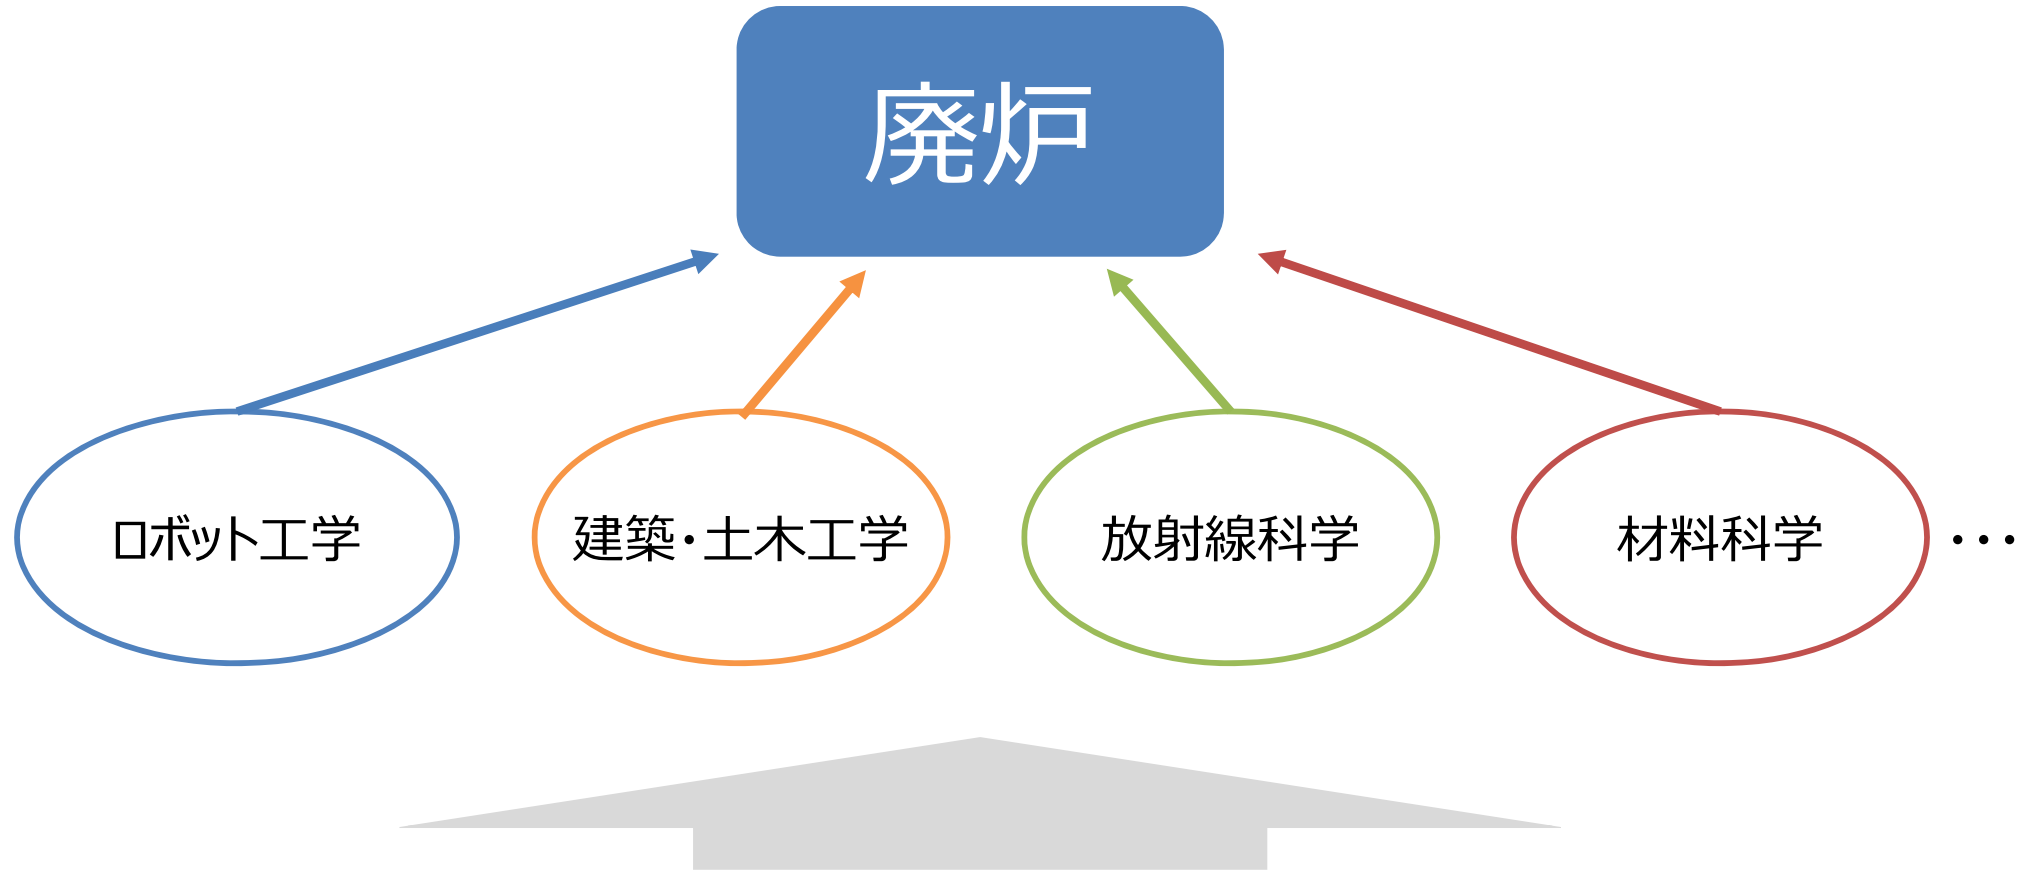 廃炉
ロボット工学
建築・土木工学
放射線科学
材料科学
・・・